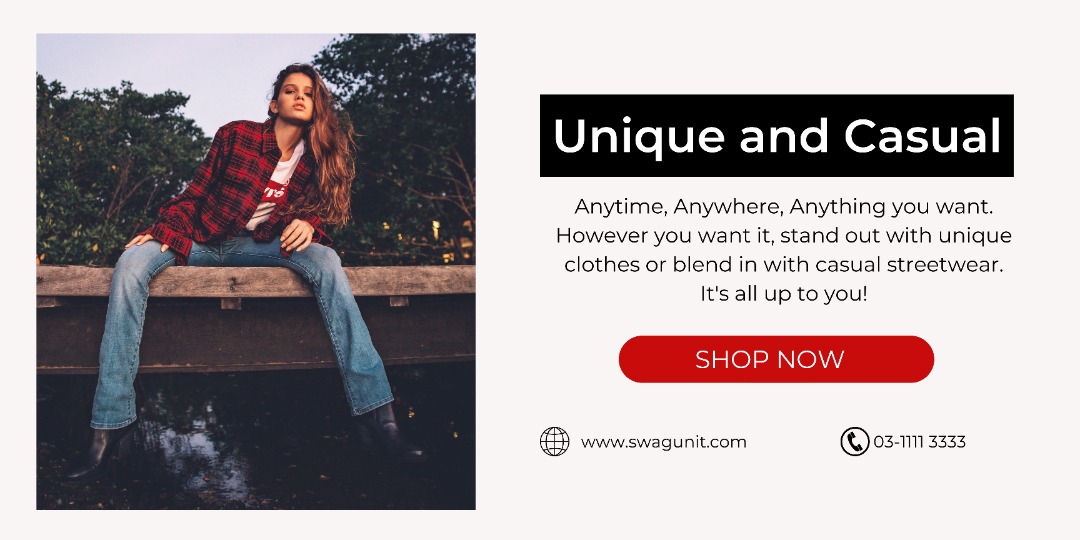 Unique and Casual
Anytime, Anywhere, Anything you want.
However you want it, stand out with unique
clothes or blend in with casual streetwear.
It's all up to you!
SHOP NOW
www.swagunit.com
03-1111 3333